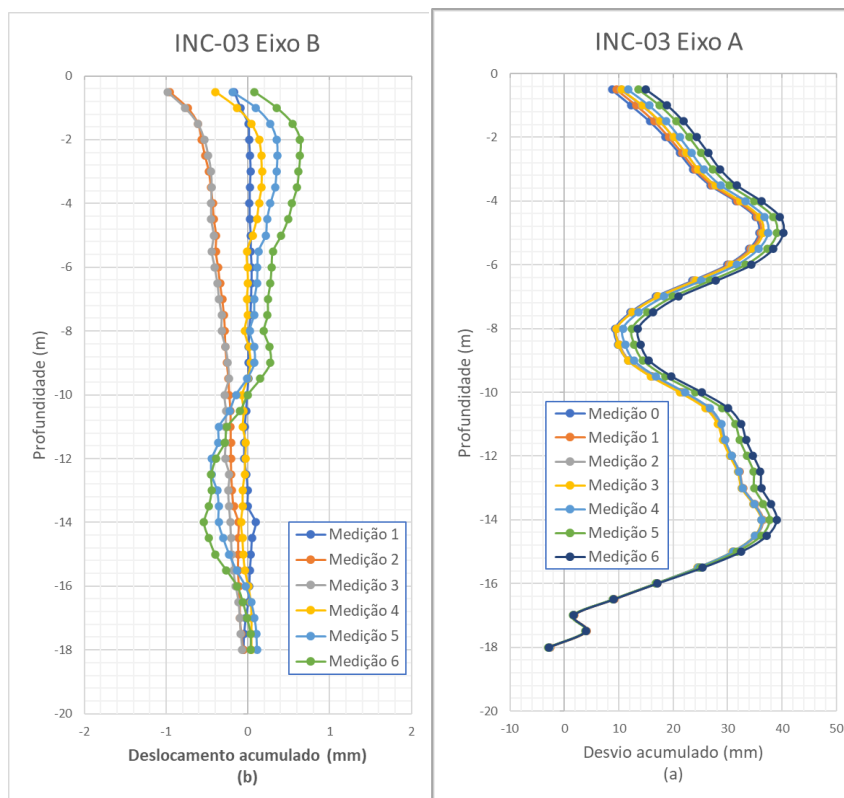 INC-03 Eixo B
0
-2
-4
-6
-8
-10
-12
-14
-16
-18
-20
Profundidade (m)
Medição 1
Medição 2
Medição 3
Medição 4
Medição 5
Medição 6
-2 -1 0 1 2
Deslocamento acumulado (mm)
(b)
INC-03 Eixo A
0
-2
-4
-6
-8
-10
-12
-14
-16
-18
-20
Profundidade (m)
Medição 0
Medição 1
Medição 2
Medição 3
Medição 4
Medição 5
Medição 6
-10 0 10 20 30 40 50
Desvio acumulado (mm)
(a)